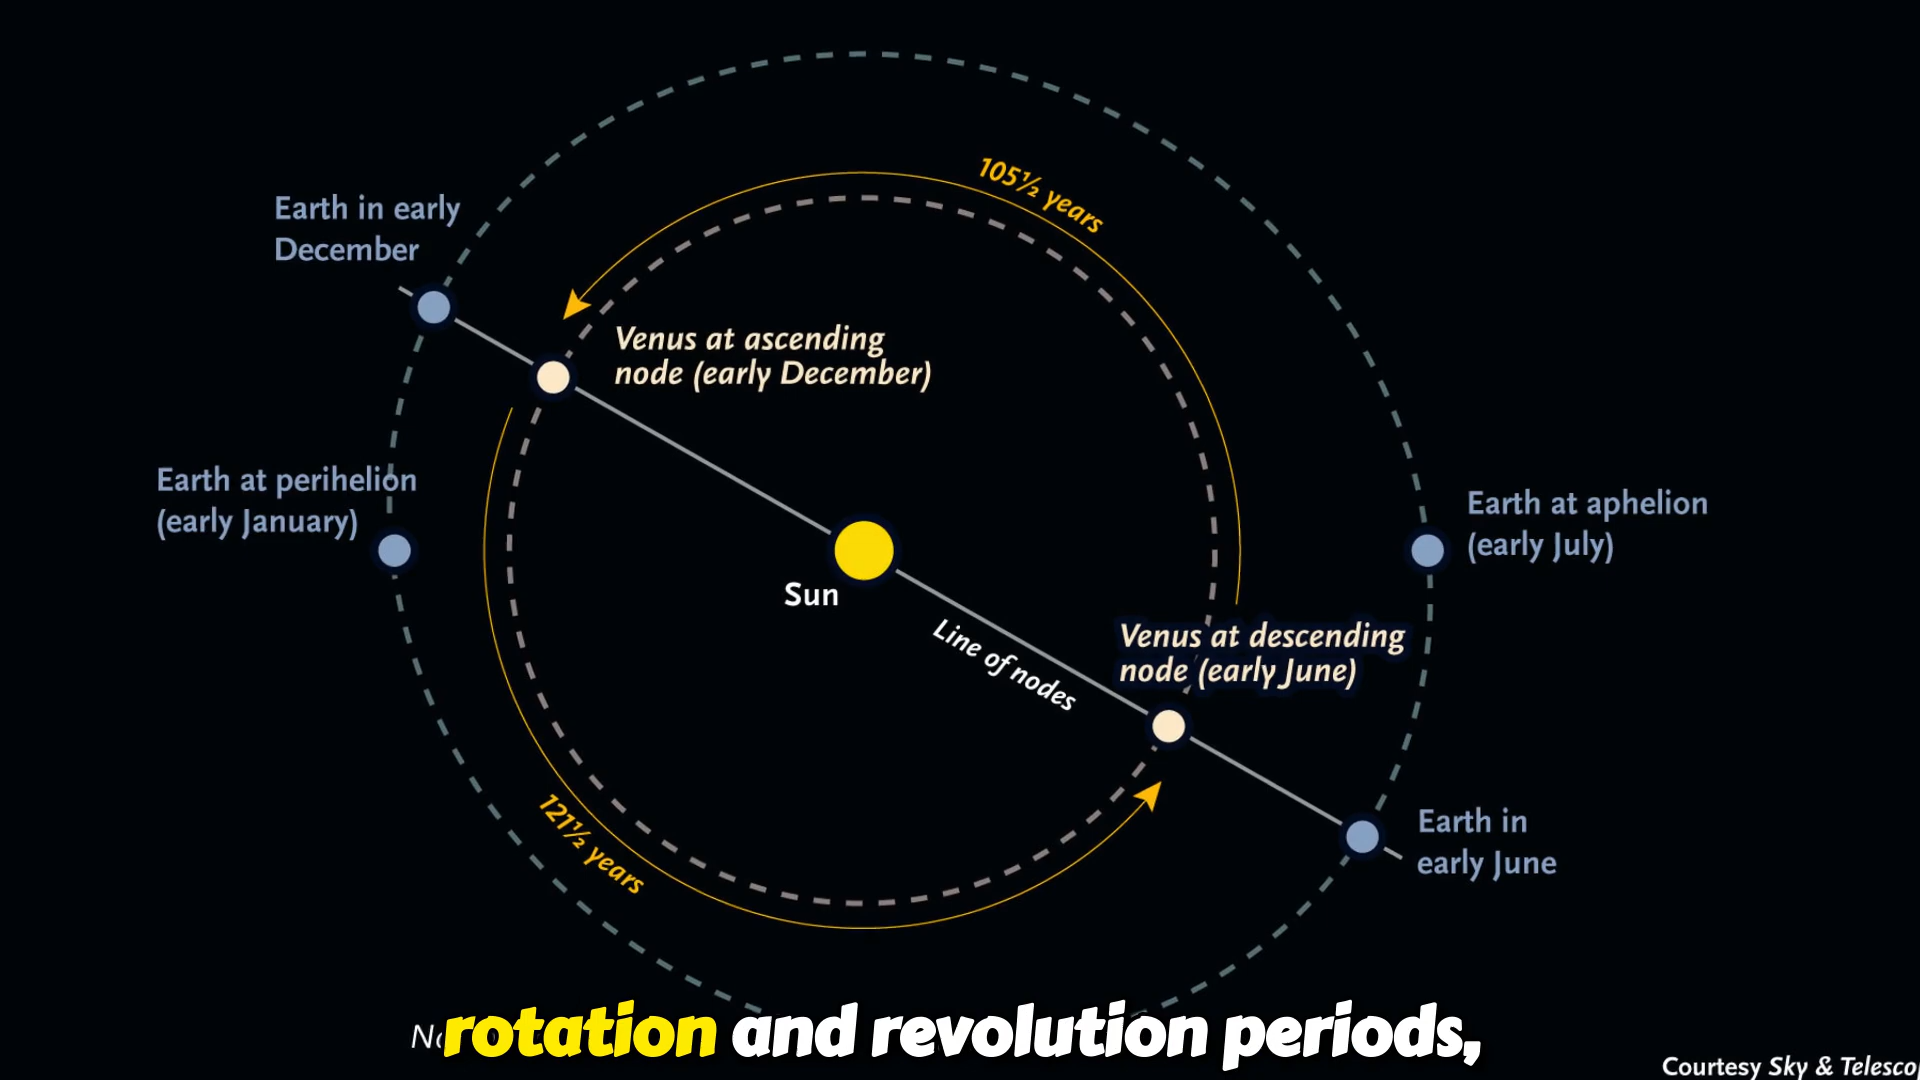 105½ years
Earth in early
December
Venus at ascending
node (early December)
Earth at perihelion
(early January)
Earth at aphelion
(early July)
Sun
Line of nodes
Venus at descending
node (early June)
121½ years
Earth in
early June
rotation and revolution periods,
Courtesy Sky & Telesco